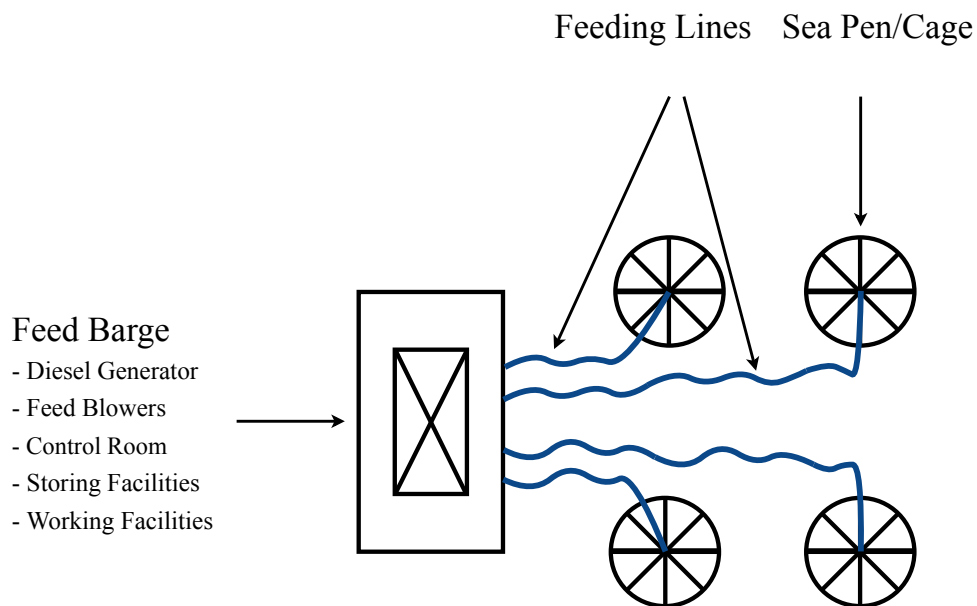 Feeding Lines
Sea Pen/Cage
Feed Barge
- Diesel Generator
- Feed Blowers
- Control Room
- Storing Facilities
- Working Facilities